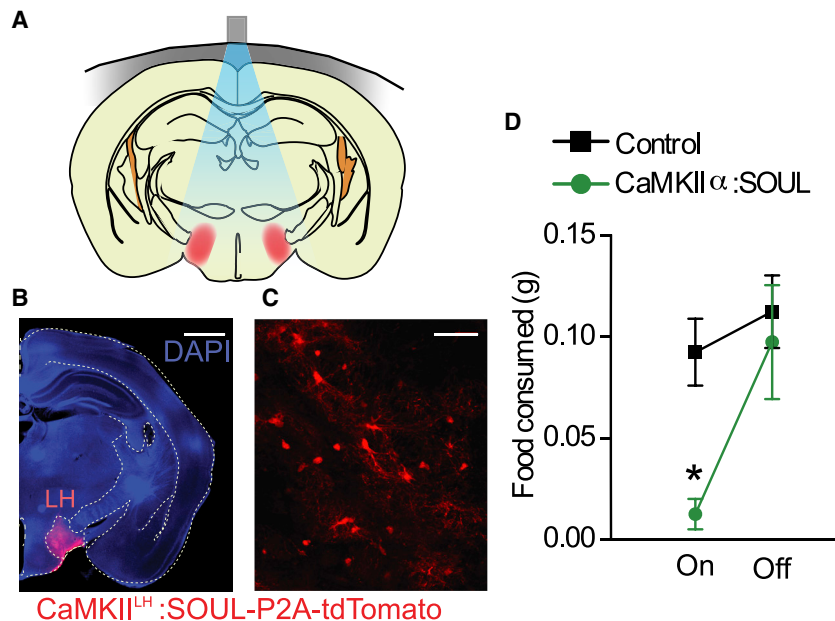 A
B
DAPI
LH
C
CaMKII^LH:SOUL-P2A-tdTomato
D
Control
CaMKIIα:SOUL
Food consumed (g)
0.15
0.10
0.05
0.00
*
On
Off